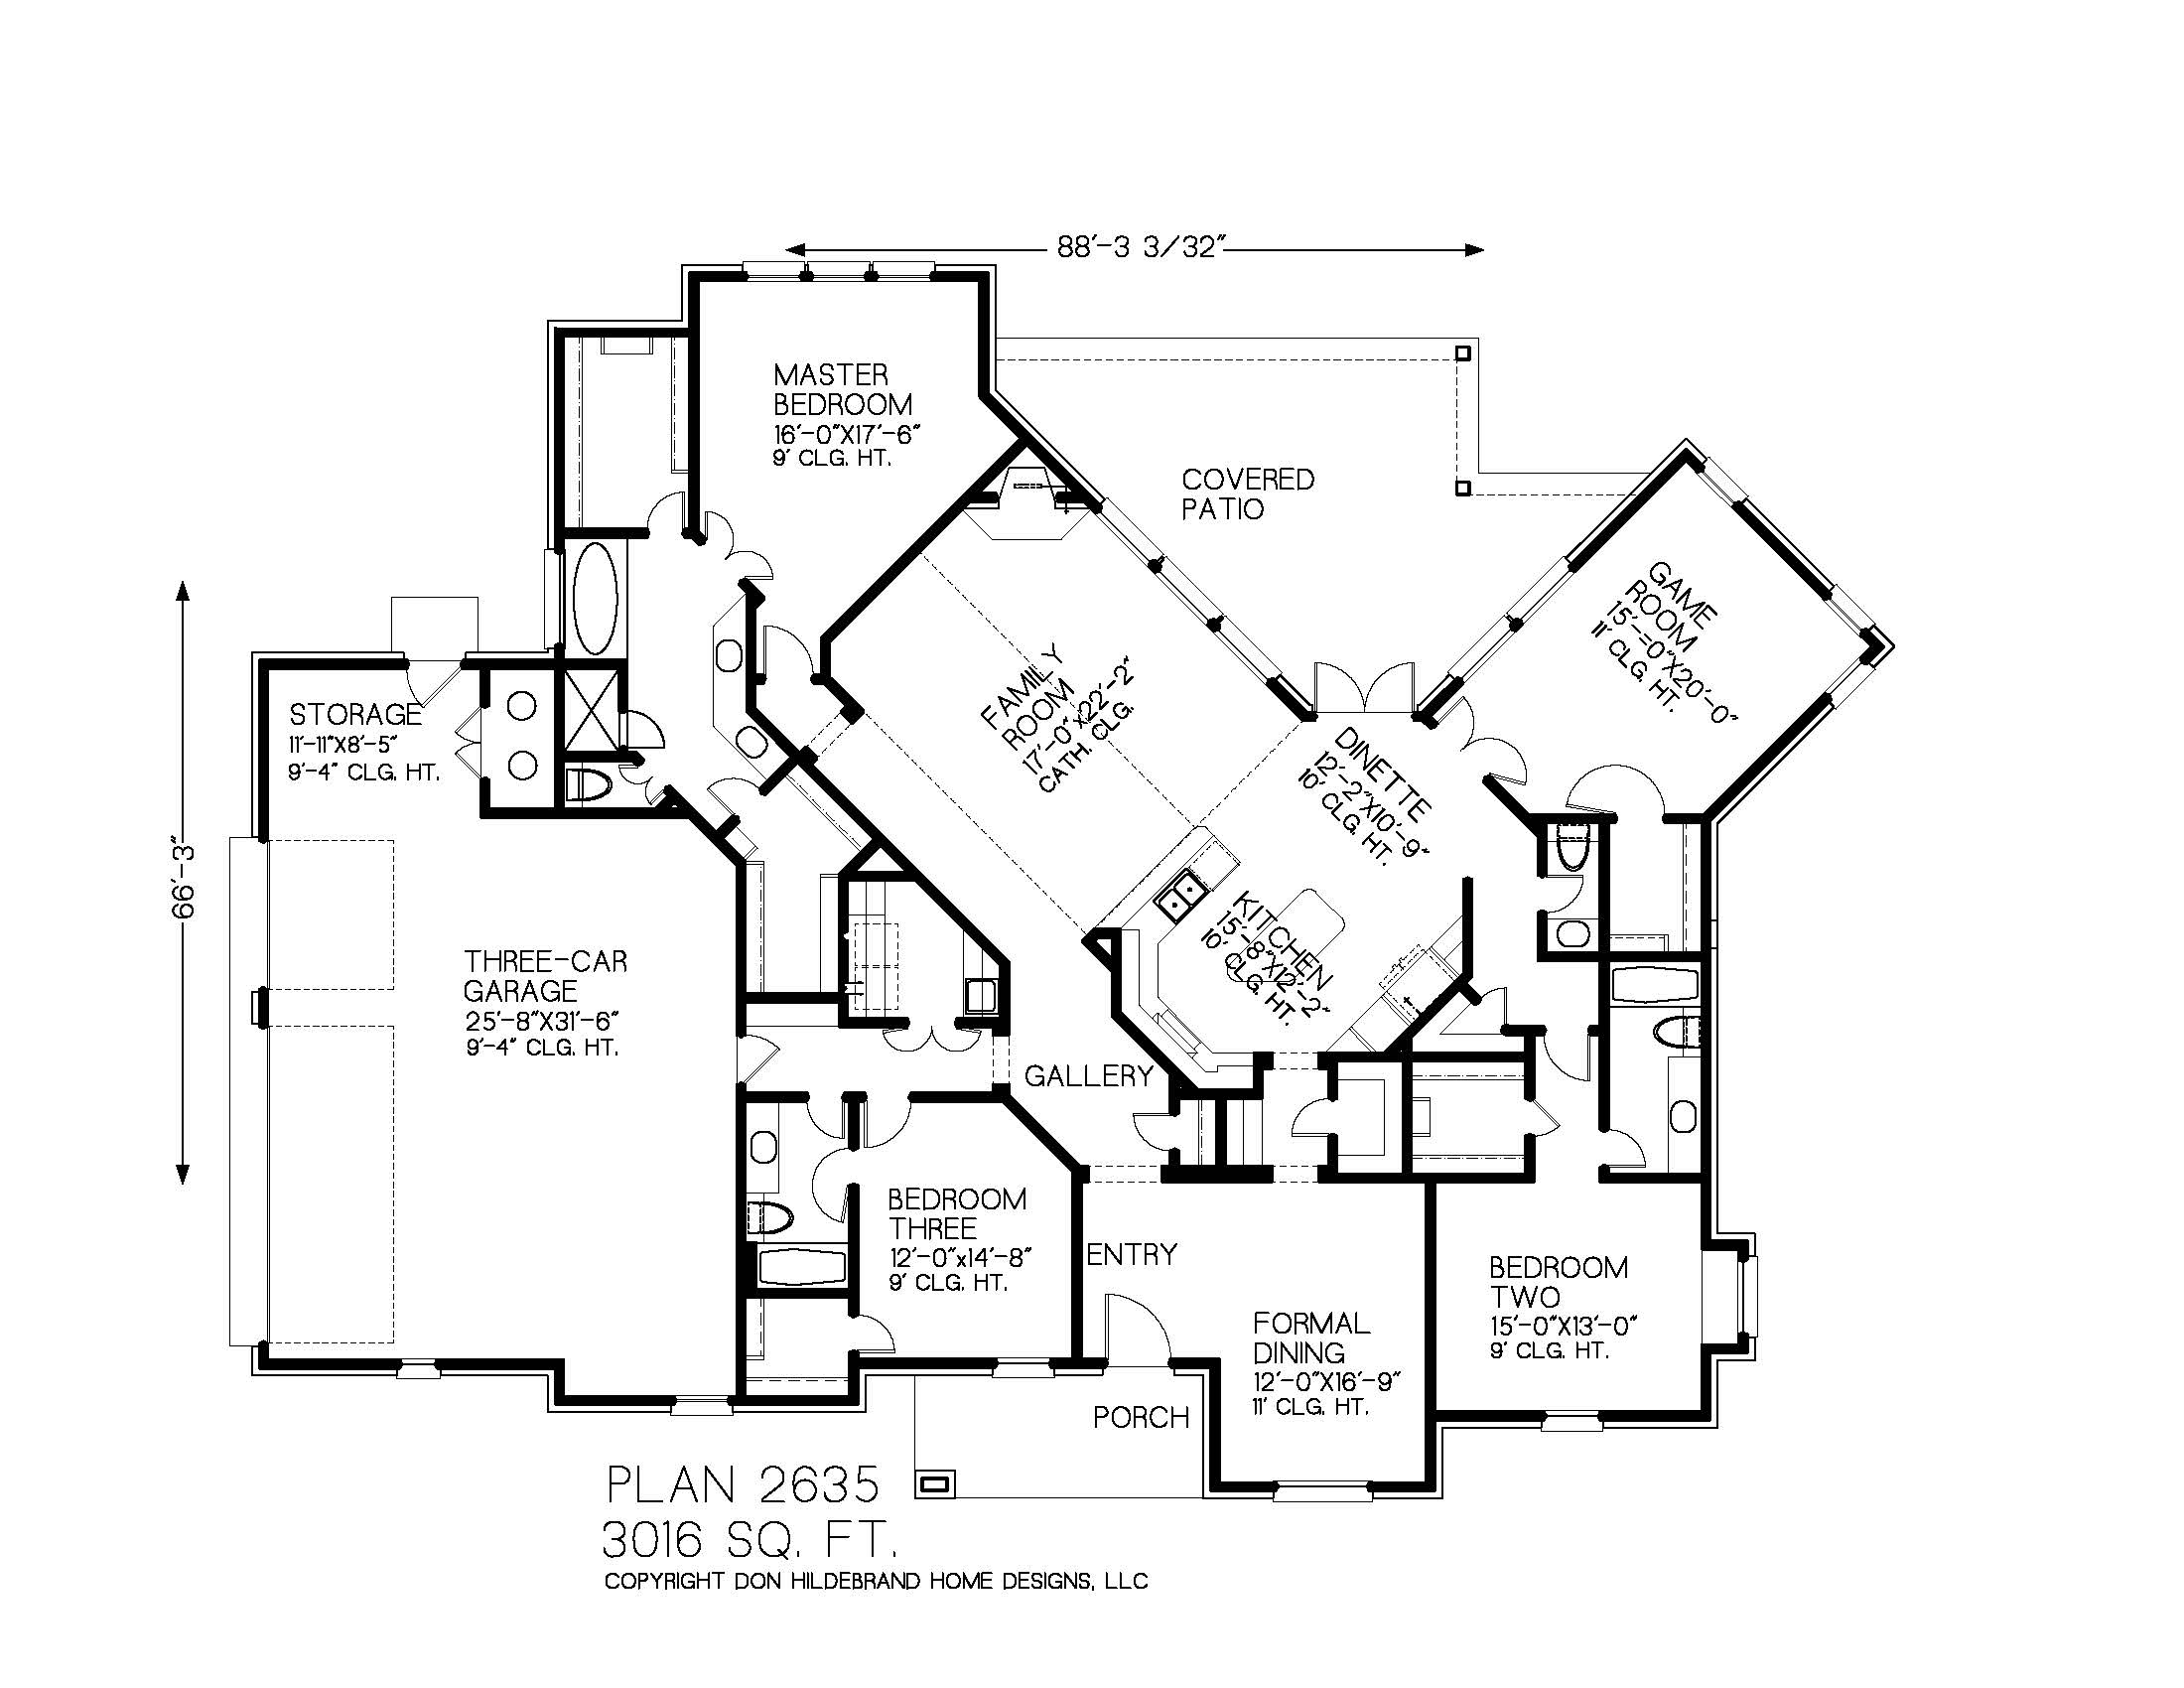 88'-3 3/32"
MASTER
BEDROOM
16'-0"X17'-6"
9' CLG. HT.
COVERED
PATIO
GAME
ROOM
15'-=0"X20'-0"
11' CLG. HT.
FAMILY
ROOM
17'-0"x22'-2"
CATH. CLG.
STORAGE
11'-11"X8'-5"
9'-4" CLG. HT.
DINETTE
12'-2"X10'-9"
10' CLG. HT.
66'-3"
KITCHEN
15'-8"X12'-2"
10' CLG. HT.
THREE-CAR
GARAGE
25'-8"X31'-6"
9'-4" CLG. HT.
GALLERY
BEDROOM
THREE
12'-0"x14'-8"
9' CLG. HT.
ENTRY
BEDROOM
TWO
15'-0"X13'-0"
9' CLG. HT.
FORMAL
DINING
12'-0"X16'-9"
11' CLG. HT.
PORCH
PLAN 2635
3016 SQ. FT.
COPYRIGHT DON HILDEBRAND HOME DESIGNS, LLC